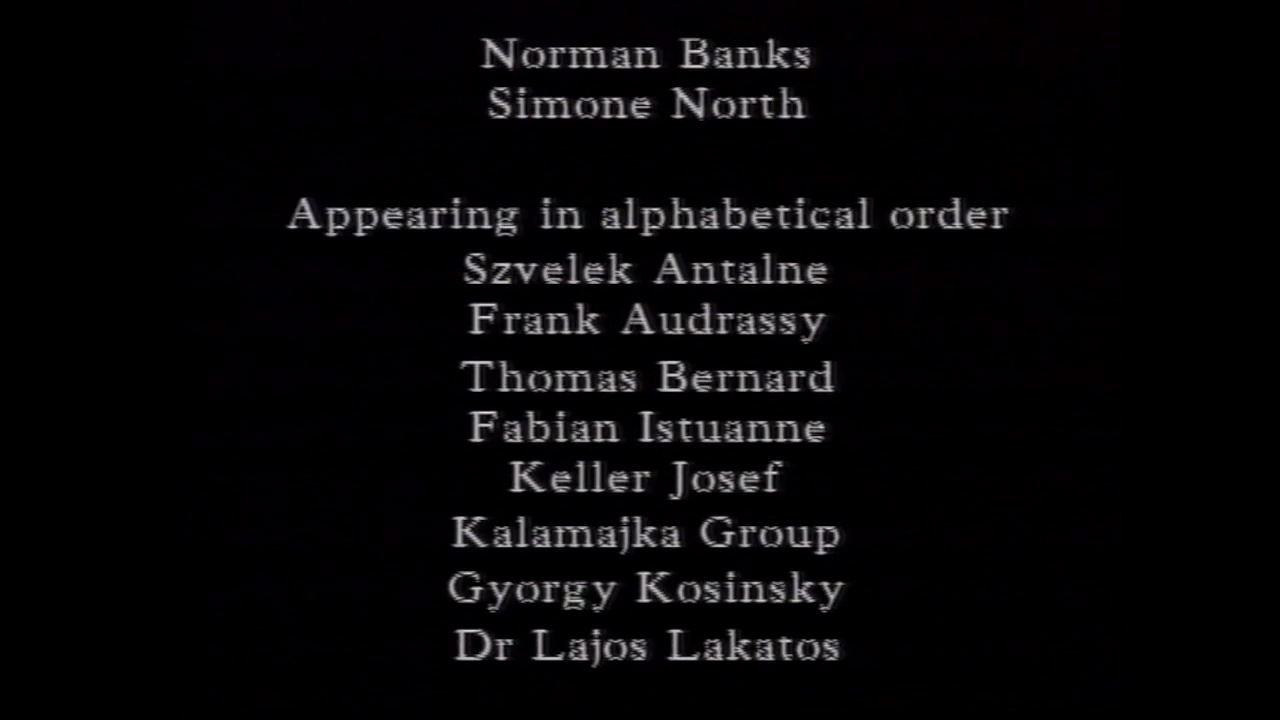 Norman Banks
Simone North
Appearing in alphabetical order
Szvelek Antalne
Frank Audrassy
Thomas Bernard
Fabian Istuanne
Keller Josef
Kalamajka Group
Gyorgy Kosinsky
Dr Lajos Lakatos